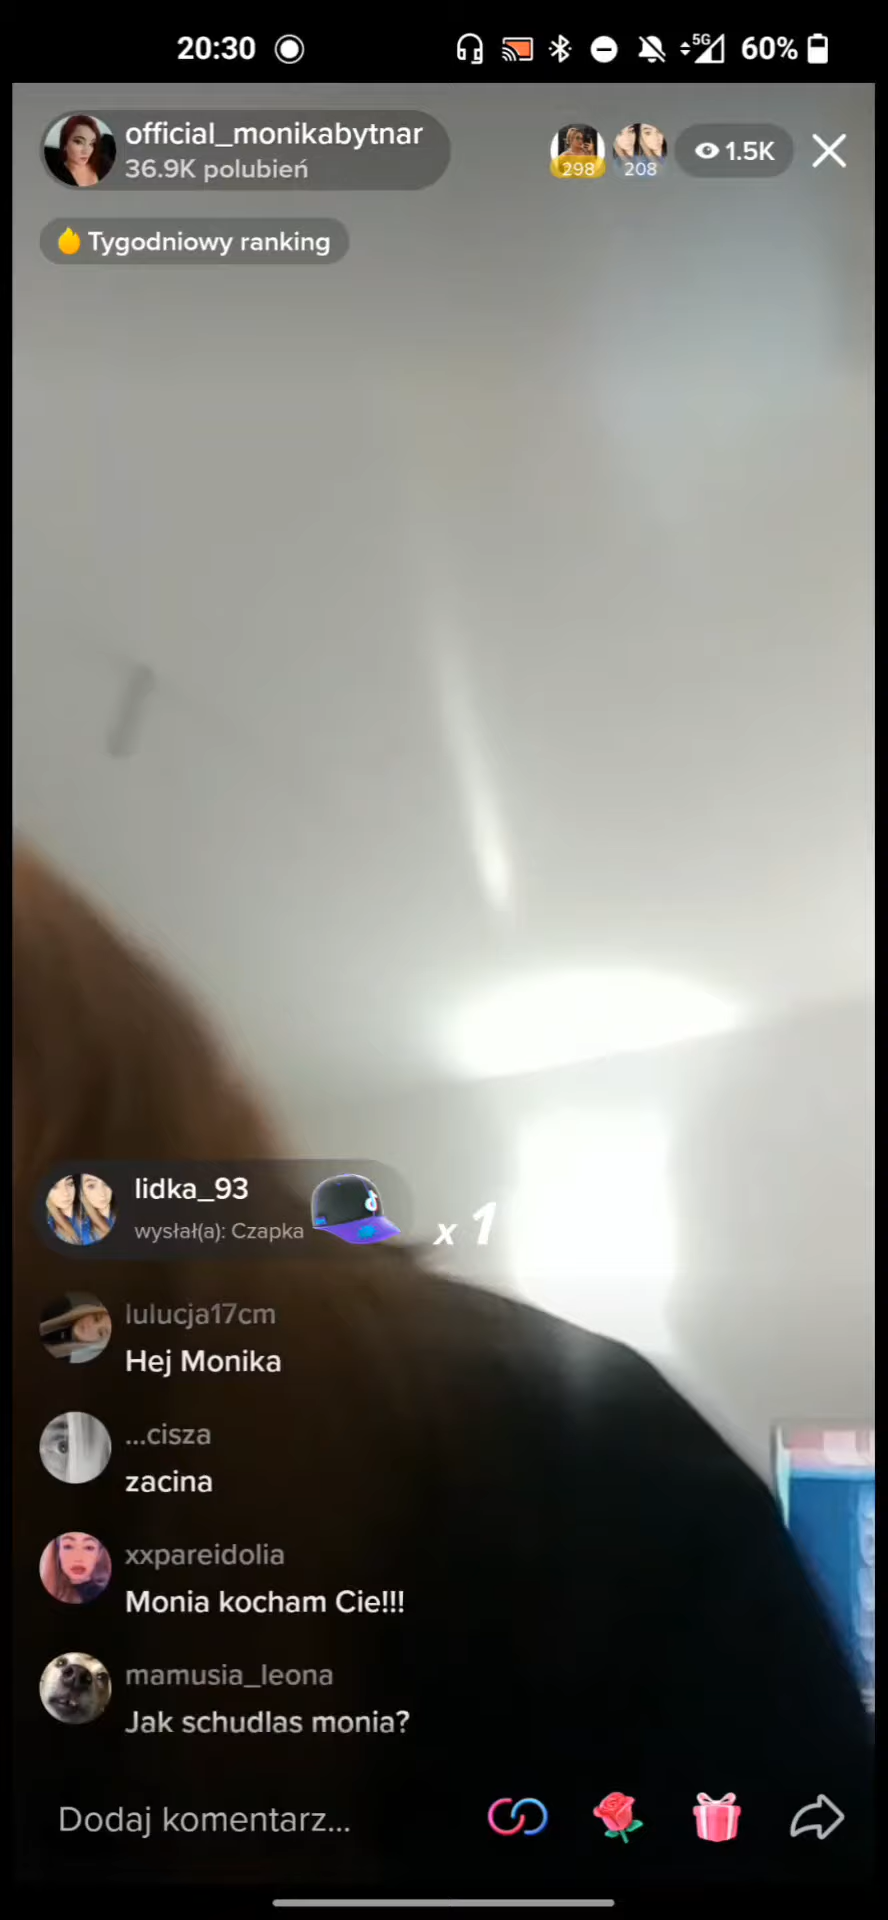 20:30
5G
60%
official_monikabytnar
36.9K polubień
298
208
1.5K
Tygodniowy ranking
lidka_93
wysłał(a): Czapka
x 1
lulucja17cm
Hej Monika
...cisza
zacina
xxpareidolia
Monia kocham Cie!!!
mamusia_leona
Jak schudlas monia?
Dodaj komentarz...